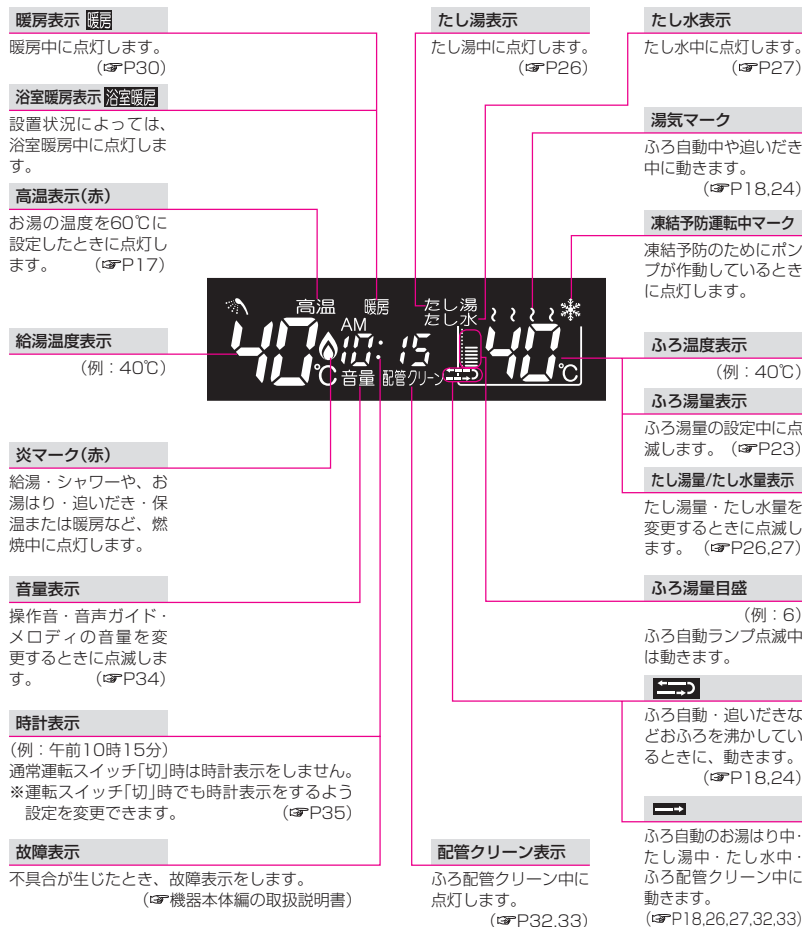 暖房表示 暖房
暖房中に点灯します。
(☞P30)
浴室暖房表示 浴室暖房
設置状況によっては、
浴室暖房中に点灯しま
す。
高温表示(赤)
お湯の温度を60℃に
設定したときに点灯し
ます。 (☞P17)
給湯温度表示
(例：40℃)
炎マーク(赤)
給湯・シャワーや、お
湯はり・追いだき・保
温または暖房など、燃
焼中に点灯します。
音量表示
操作音・音声ガイド・
メロディの音量を変
更するときに点滅しま
す。 (☞P34)
時計表示
(例：午前10時15分)
通常運転スイッチ「切」時は時計表示をしません。
※運転スイッチ「切」時でも時計表示をするよう
設定を変更できます。 (☞P35)
故障表示
不具合が生じたとき、故障表示をします。
(☞機器本体編の取扱説明書)
高温 暖房 たし湯
たし水
AM
40℃ 10:15 40℃
音量 配管クリーン
たし湯表示
たし湯中に点灯します。
(☞P26)
配管クリーン表示
ふろ配管クリーン中に
点灯します。
(☞P32,33)
たし水表示
たし水中に点灯します。
(☞P27)
湯気マーク
ふろ自動中や追いだき
中に動きます。
(☞P18,24)
凍結予防運転中マーク
凍結予防のためにポン
プが作動しているとき
に点灯します。
ふろ温度表示
(例：40℃)
ふろ湯量表示
ふろ湯量の設定中に点
滅します。 (☞P23)
たし湯量/たし水量表示
たし湯量・たし水量を
変更するときに点滅し
ます。 (☞P26,27)
ふろ湯量目盛
(例：6)
ふろ自動ランプ点滅中
は動きます。
ふろ自動・追いだきな
どおふろを沸かしてい
るときに、動きます。
(☞P18,24)
ふろ自動のお湯はり中・
たし湯中・たし水中・
ふろ配管クリーン中に
動きます。
(☞P18,26,27,32,33)